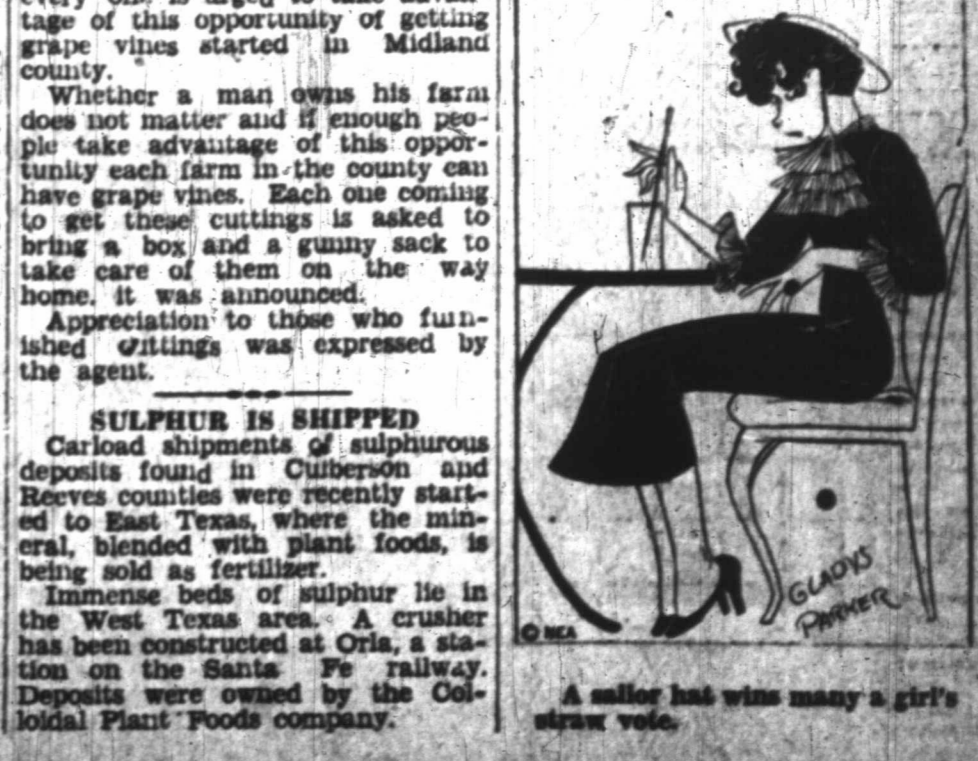 tage of this opportunity of getting
grape vines started in Midland
county.
Whether a man owns his farm
does not matter and if enough peo-
ple take advantage of this oppor-
tunity each farm in the county can
have grape vines. Each one coming
to get these cuttings is asked to
bring a box and a gunny sack to
take care of them on the way
home, it was announced.
Appreciation to those who furn-
ished cuttings was expressed by
the agent.
SULPHUR IS SHIPPED
Carload shipments of sulphurous
deposits found in Culberson and
Reeves counties were recently start-
ed to East Texas, where the min-
eral, blended with plant foods, is
being sold as fertilizer.
Immense beds of sulphur lie in
the West Texas area. A crusher
has been constructed at Orla, a sta-
tion on the Santa Fe railway.
Deposits were owned by the Col-
loidal Plant Foods company.
GLADYS
PARKER
© NEA
A sailor hat wins many a girl's
straw vote.